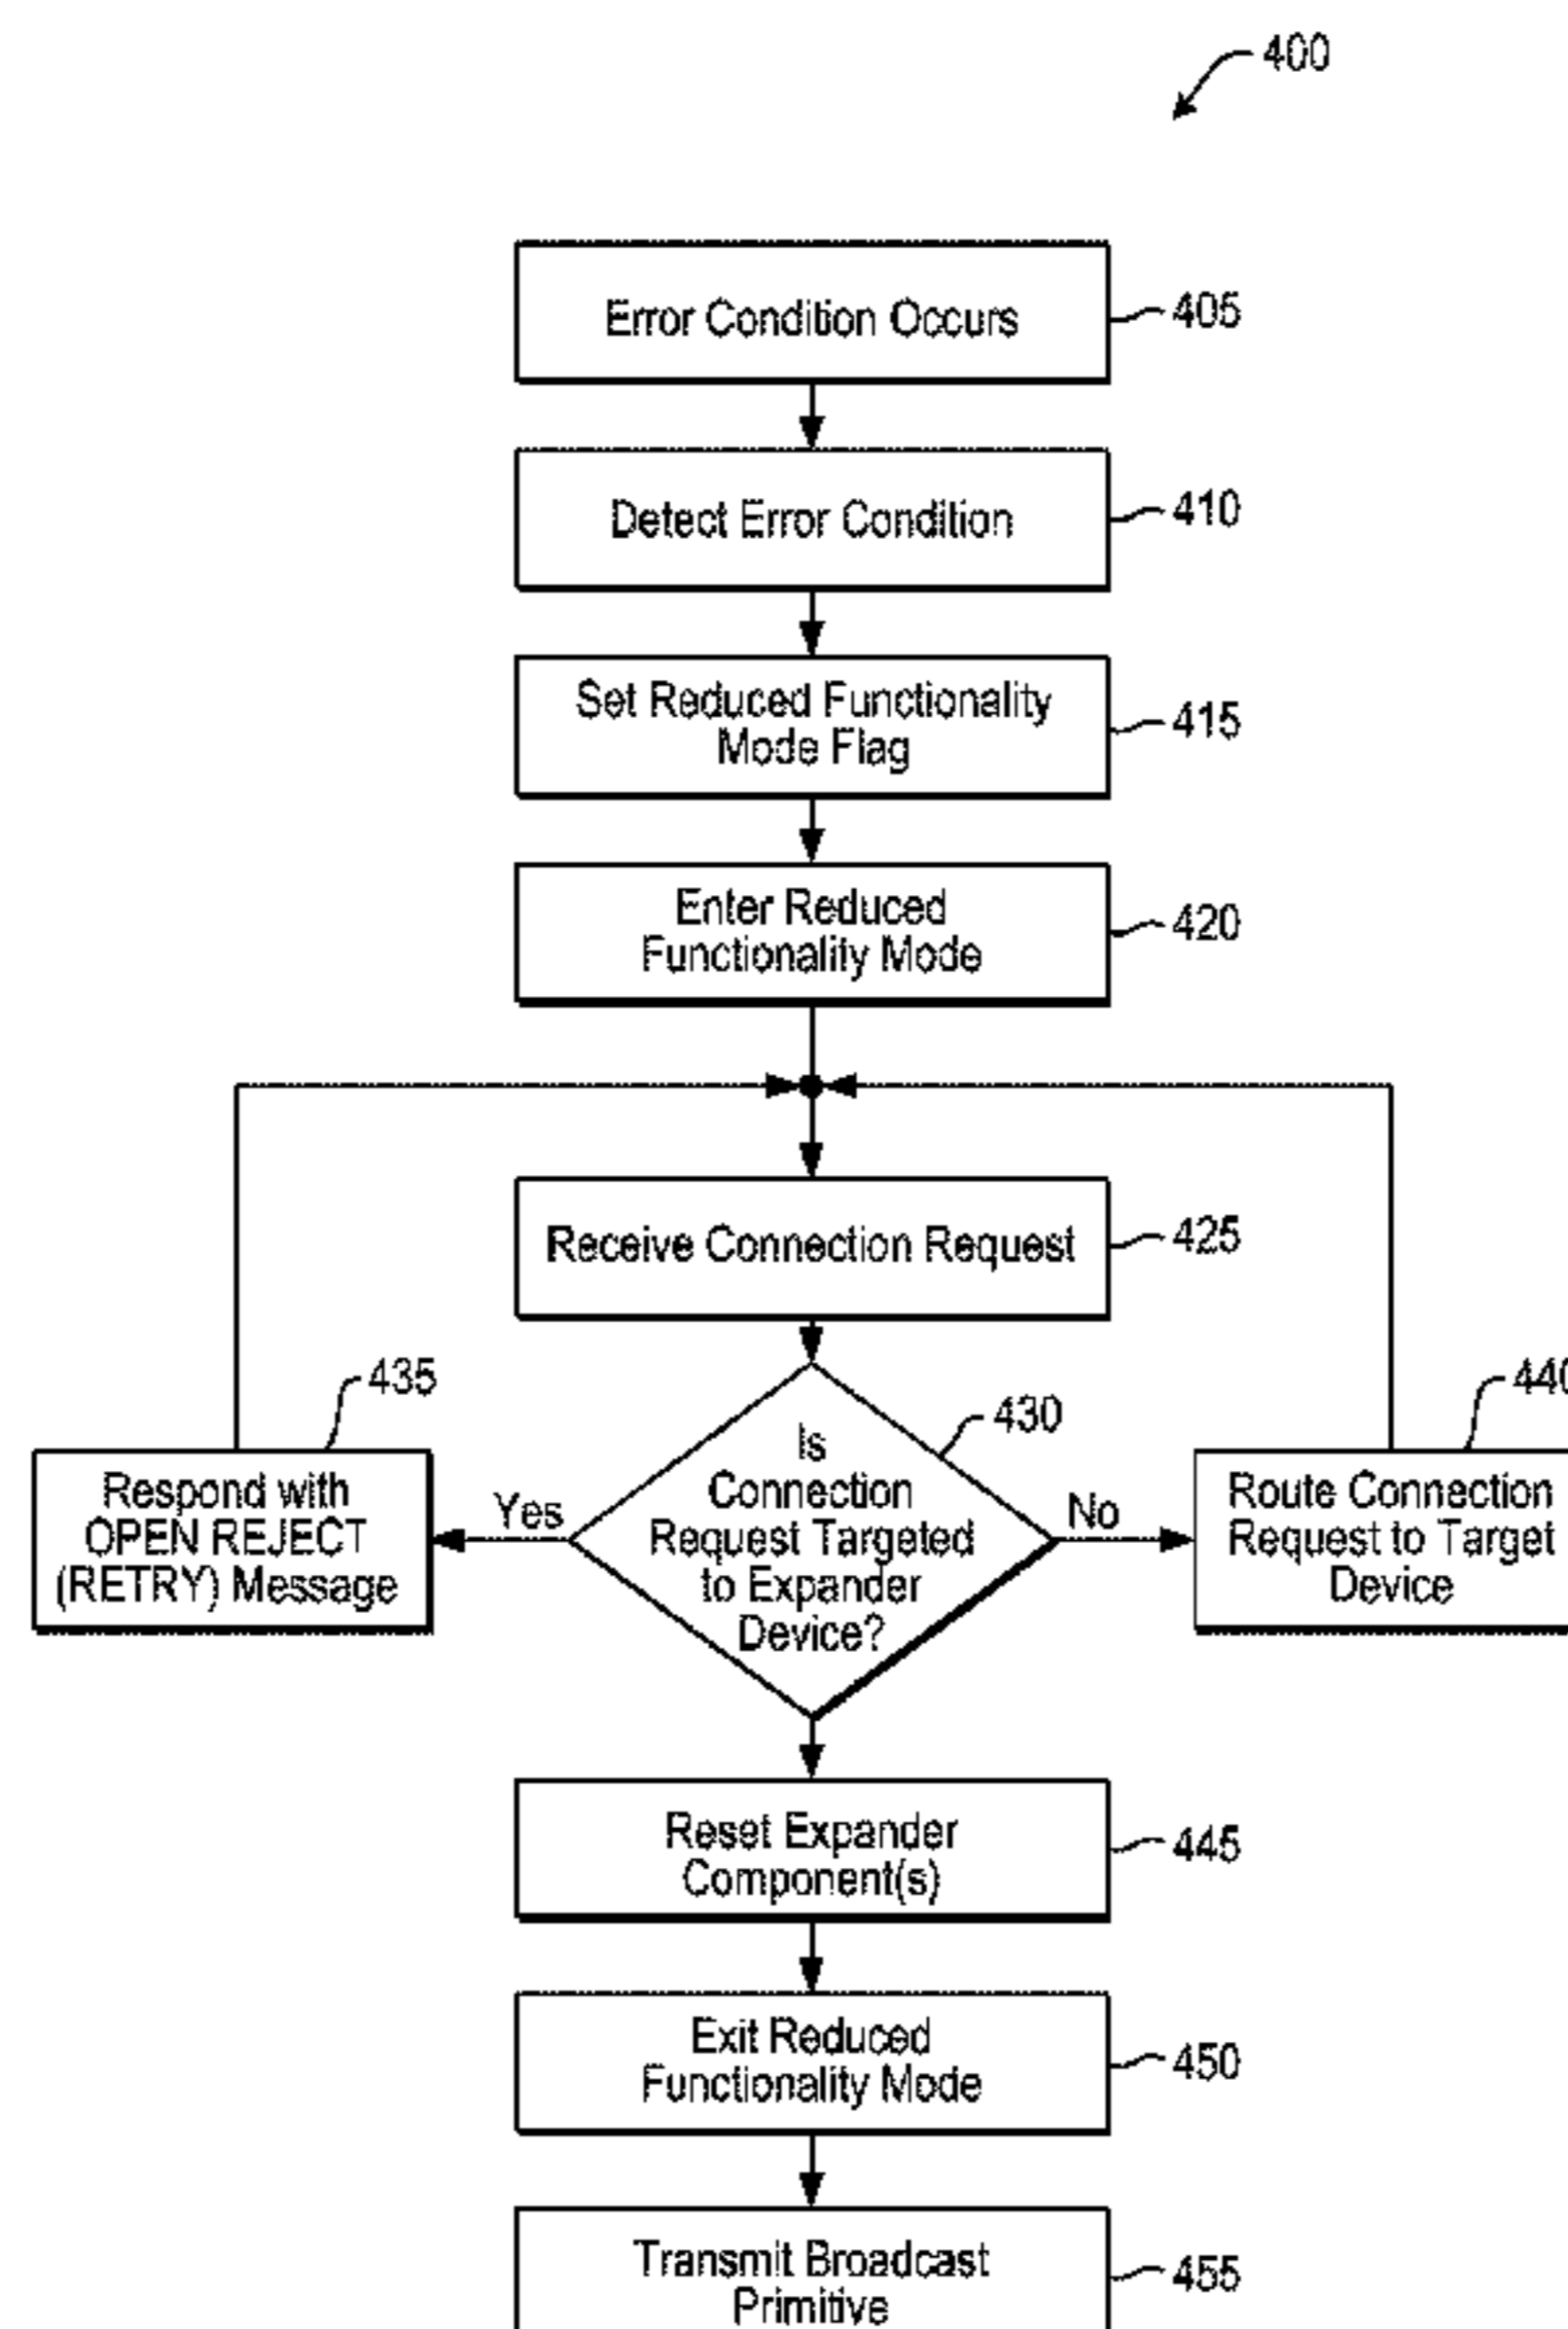 400
Error Condition Occurs
405
Detect Error Condition
410
Set Reduced Functionality
Mode Flag
415
Enter Reduced
Functionality Mode
420
Receive Connection Request
425
435
Respond with
OPEN REJECT
(RETRY) Message
Yes
430
Is
Connection
Request Targeted
to Expander
Device?
No
440
Route Connection
Request to Target
Device
Reset Expander
Component(s)
445
Exit Reduced
Functionality Mode
450
Transmit Broadcast
Primitive
455